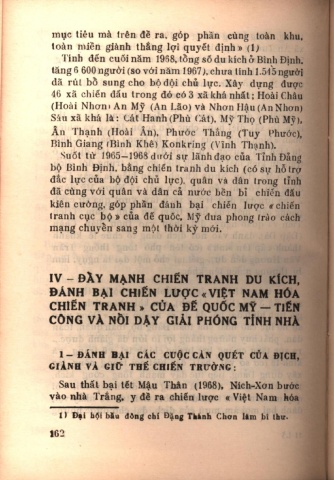 mục tiêu mà trên đề ra, góp phần cùng toàn khu,
toàn miền giành thắng lợi quyết định » (1)
Tính đến cuối năm 1968, tổng số du kích ở Bình Định,
tăng 6 600 người (so với năm 1967), chưa tính 1.545 người
đã rút bổ sung cho bộ đội chủ lực. Xây dựng được
46 xã chiến đấu trong đó có 3 xã khá nhất: Hoài Châu
(Hoài Nhơn) An Mỹ (An Lão) và Nhơn Hậu (An Nhơn)
Sáu xã khá là: Cát Hanh (Phù Cát), Mỹ Thọ (Phù Mỹ),
Ân Thạnh (Hoài Ân), Phước Thắng (Tuy Phước),
Bình Giang (Bình Khê) Konkring (Vĩnh Thạnh).
Suốt từ 1965-1968 dưới sự lãnh đạo của Tỉnh Đảng
bộ Bình Định, bằng chiến tranh du kích (có sự hỗ trợ
đắc lực của bộ đội chủ lực), quân và dân trong tỉnh
đã cùng với quân và dân cả nước bền bỉ chiến đấu
kiên cường, góp phần đánh bại chiến lược « chiến
tranh cục bộ » của đế quốc, Mỹ đưa phong trào cách
mạng chuyển sang một thời kỳ mới.
IV – ĐẨY MẠNH CHIẾN TRANH DU KÍCH,
ĐÁNH BẠI CHIẾN LƯỢC «VIỆT NAM HÓA
CHIẾN TRANH » CỦA ĐẾ QUỐC MỸ – TIẾN
CÔNG VÀ NỔI DẬY GIẢI PHÓNG TỈNH NHÀ
1 – ĐÁNH BẠI CÁC CUỘC CÀN QUÉT CỦA ĐỊCH,
GIÀNH VÀ GIỮ THẾ CHIẾN TRƯỜNG:
Sau thất bại tết Mậu Thân (1968), Nich-Xơn bước
vào nhà Trắng, y đề ra chiến lược « Việt Nam hóa
1) Đại hội bầu đồng chí Đặng Thành Chơn làm bí thư.
162